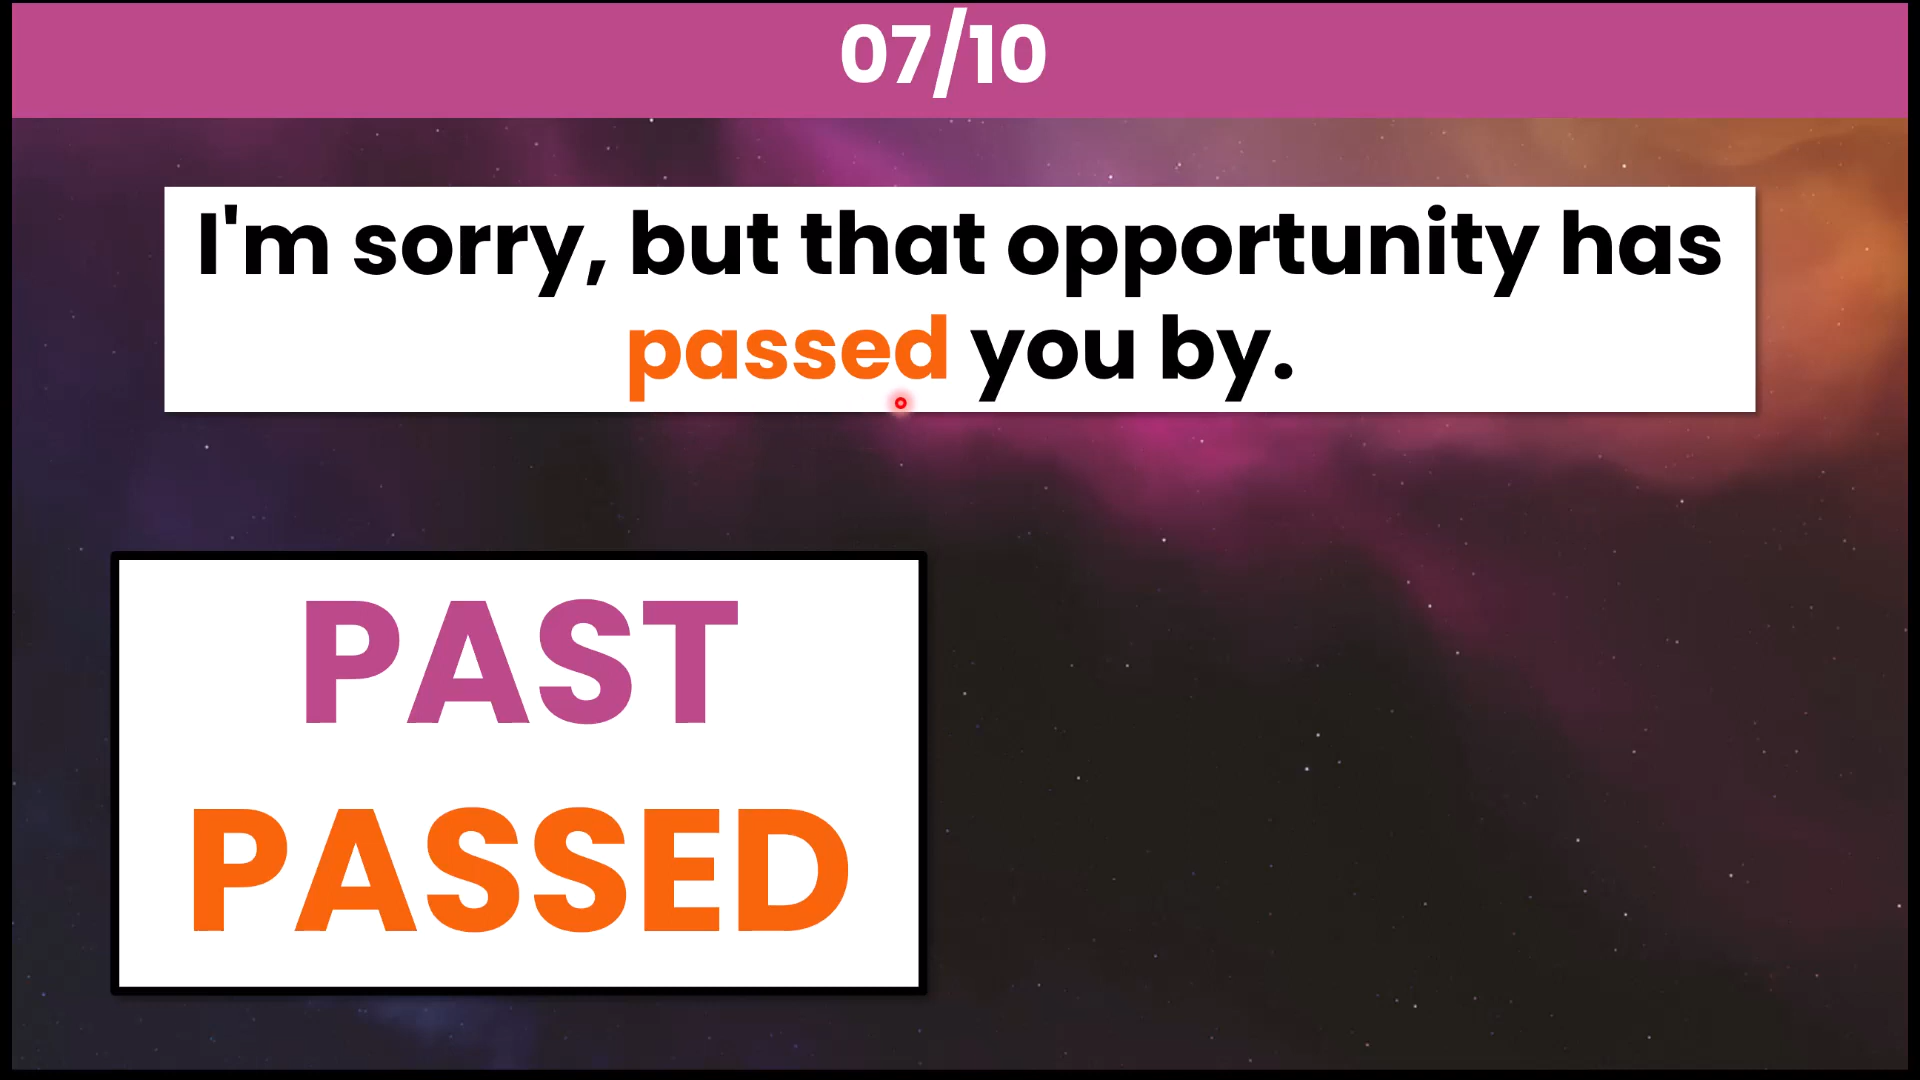 07/10
I'm sorry, but that opportunity has
passed you by.
PAST
PASSED